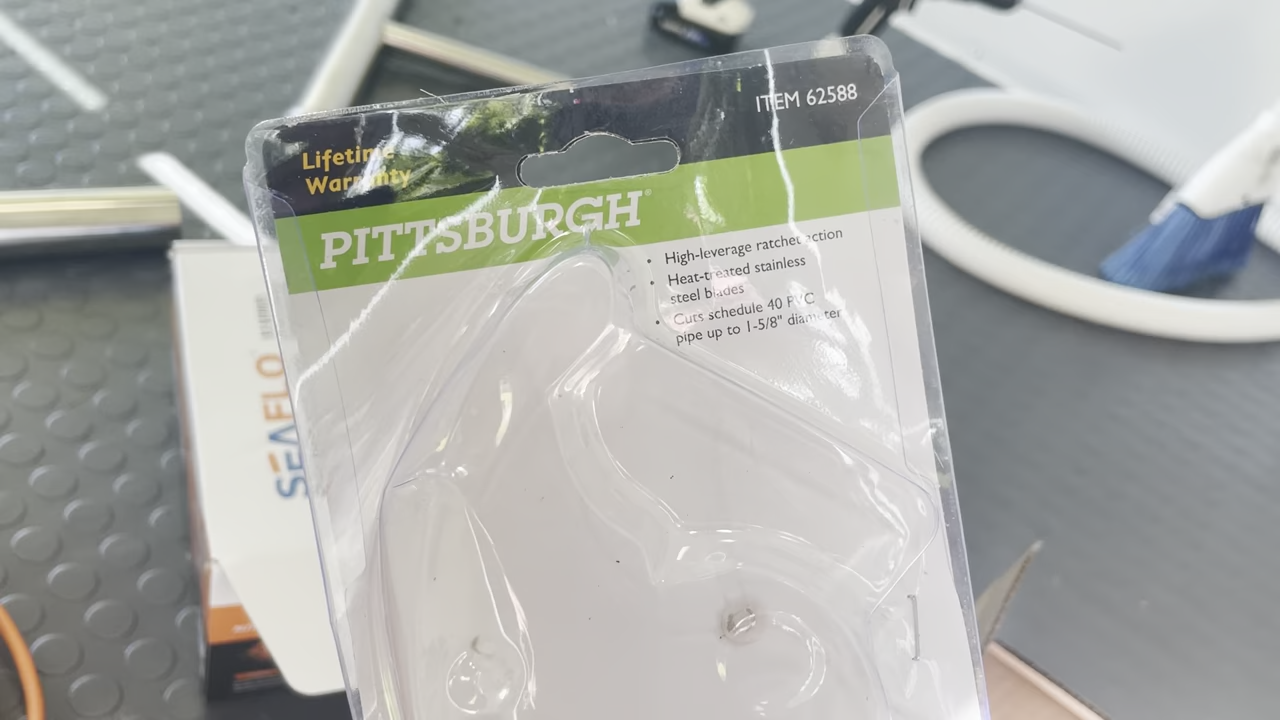 ITEM 62588
Lifetime
Warranty
PITTSBURGH
• High-leverage ratchet action
• Heat-treated stainless
steel blades
• Cuts schedule 40 PVC
pipe up to 1-5/8" diameter
SEAFLO